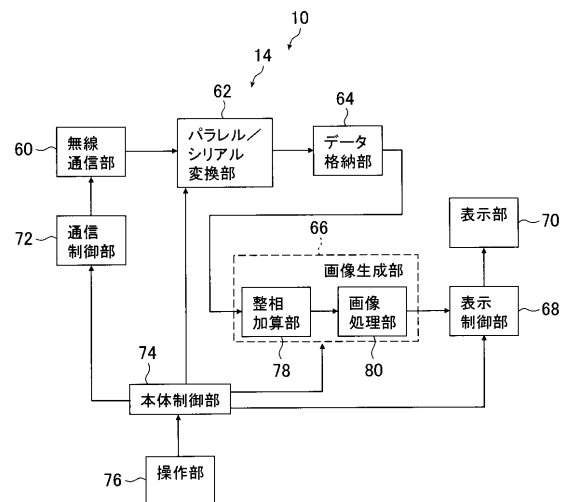 10
14
62
パラレル／
シリアル
変換部
64
データ
格納部
60
無線
通信部
72
通信
制御部
66
画像生成部
整相
加算部
78
画像
処理部
80
表示部
70
表示
制御部
68
74
本体制御部
76
操作部